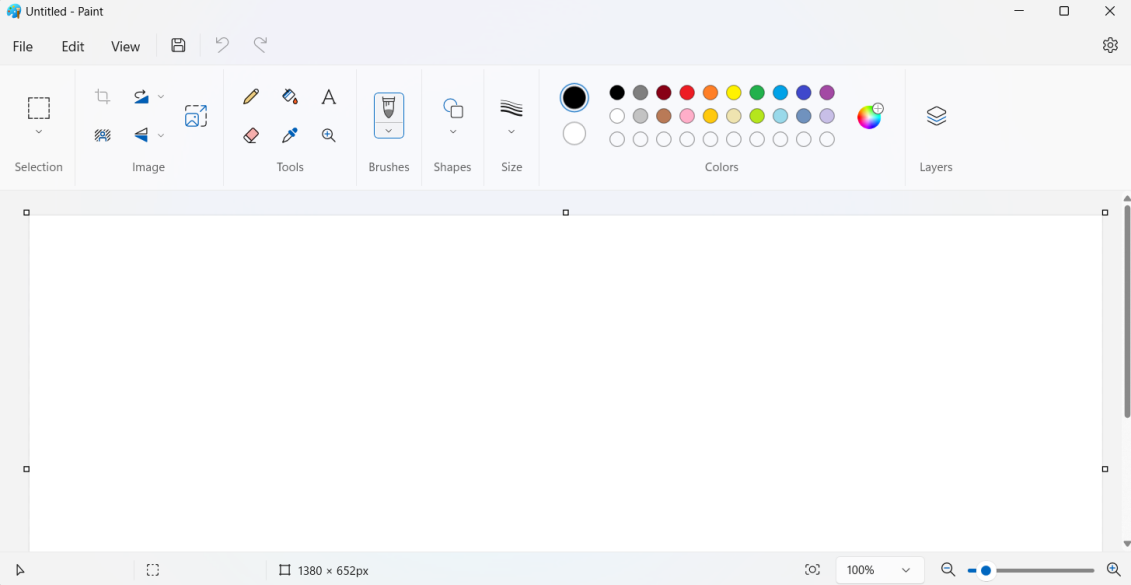 Untitled - Paint
File Edit View
Selection Image Tools Brushes Shapes Size Colors Layers
1380 × 652px 100%